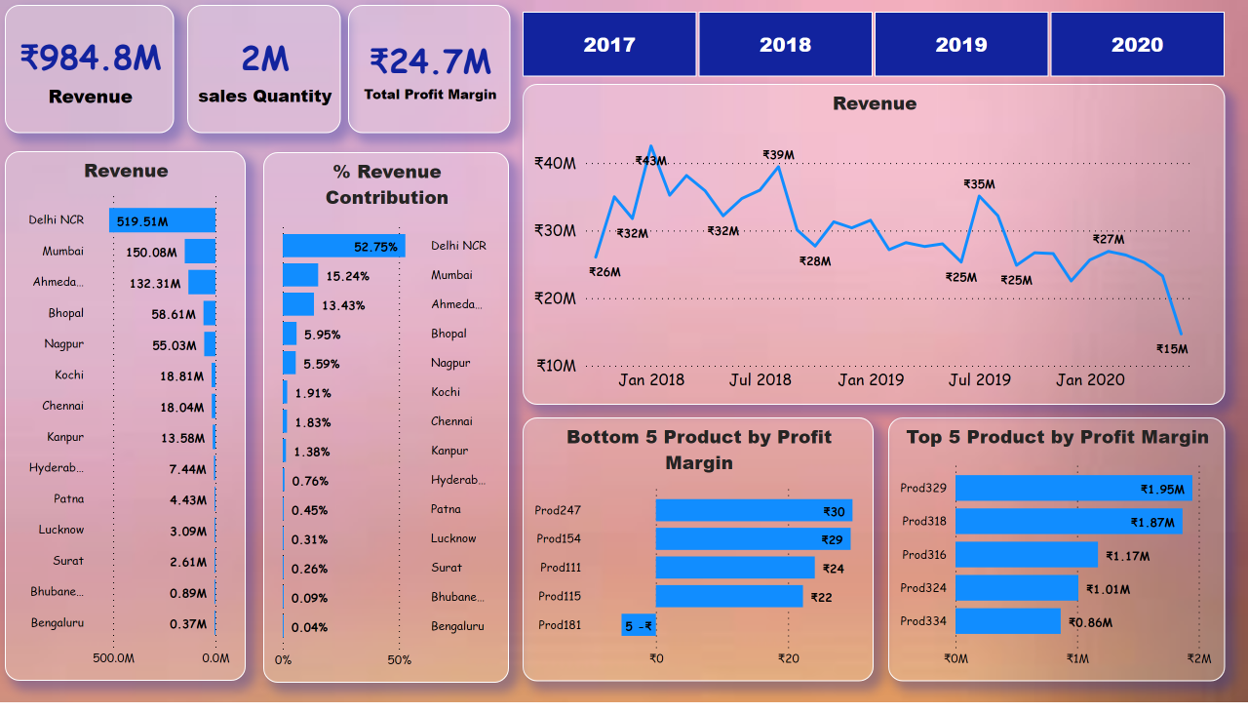 ₹984.8M
Revenue
2M
sales Quantity
₹24.7M
Total Profit Margin
2017
2018
2019
2020
Revenue
Delhi NCR 519.51M
Mumbai 150.08M
Ahmeda... 132.31M
Bhopal 58.61M
Nagpur 55.03M
Kochi 18.81M
Chennai 18.04M
Kanpur 13.58M
Hyderab... 7.44M
Patna 4.43M
Lucknow 3.09M
Surat 2.61M
Bhubane... 0.89M
Bengaluru 0.37M
500.0M 0.0M
% Revenue
Contribution
52.75% Delhi NCR
15.24% Mumbai
13.43% Ahmeda...
5.95% Bhopal
5.59% Nagpur
1.91% Kochi
1.83% Chennai
1.38% Kanpur
0.76% Hyderab...
0.45% Patna
0.31% Lucknow
0.26% Surat
0.09% Bhubane...
0.04% Bengaluru
0% 50%
Revenue
₹40M
₹30M
₹20M
₹10M
₹26M
₹32M
₹43M
₹32M
₹39M
₹28M
₹25M
₹35M
₹25M
₹27M
₹15M
Jan 2018 Jul 2018 Jan 2019 Jul 2019 Jan 2020
Bottom 5 Product by Profit
Margin
Prod247 ₹30
Prod154 ₹29
Prod111 ₹24
Prod115 ₹22
Prod181 5 -₹
₹0 ₹20
Top 5 Product by Profit Margin
Prod329 ₹1.95M
Prod318 ₹1.87M
Prod316 ₹1.17M
Prod324 ₹1.01M
Prod334 ₹0.86M
₹0M ₹1M ₹2M